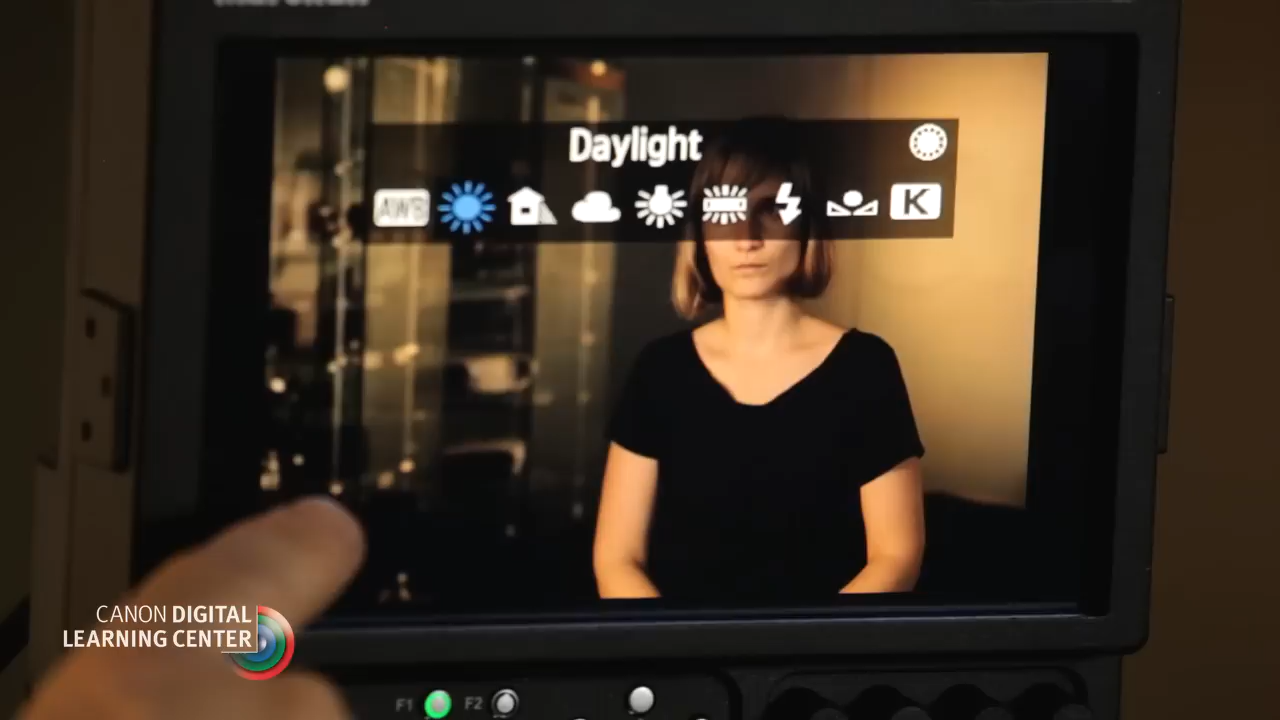 Daylight
AWB
K
CANON DIGITAL
LEARNING CENTER
F1 F2